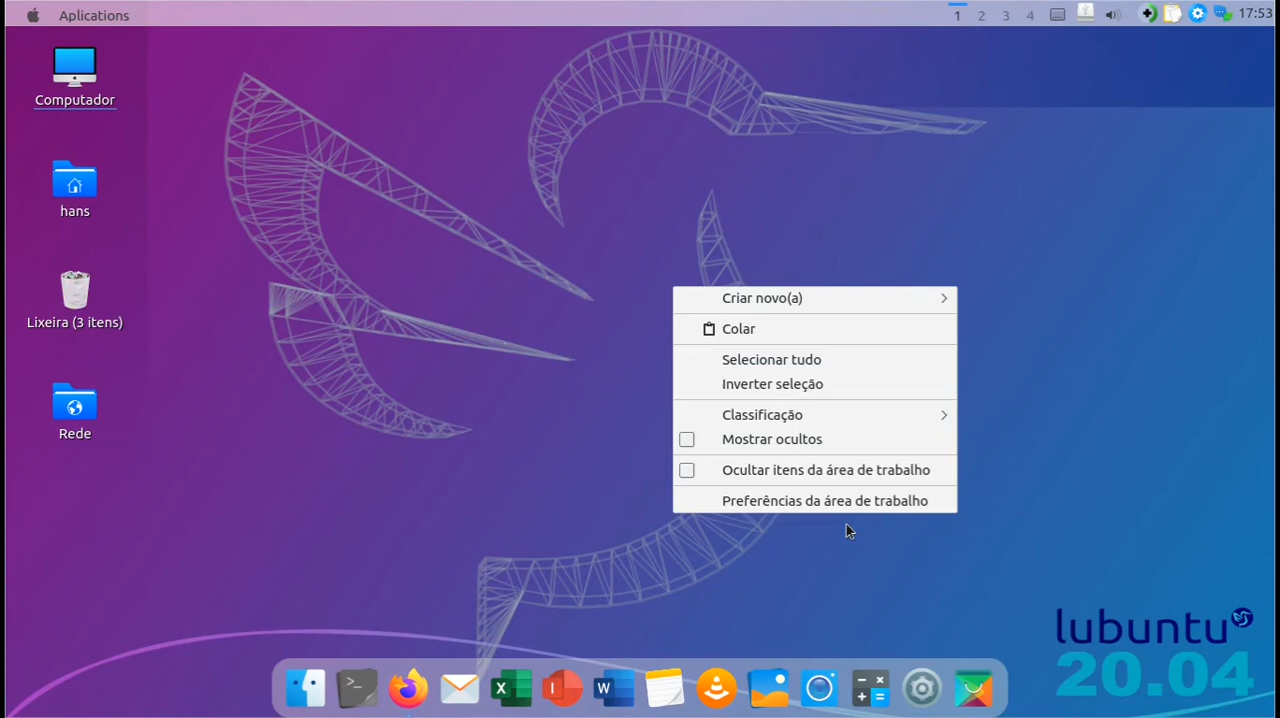 Aplications
1 2 3 4
17:53
Computador
hans
Lixeira (3 itens)
Rede
Criar novo(a)
Colar
Selecionar tudo
Inverter seleção
Classificação
Mostrar ocultos
Ocultar itens da área de trabalho
Preferências da área de trabalho
lubuntu
20.04
>_
X
I
W